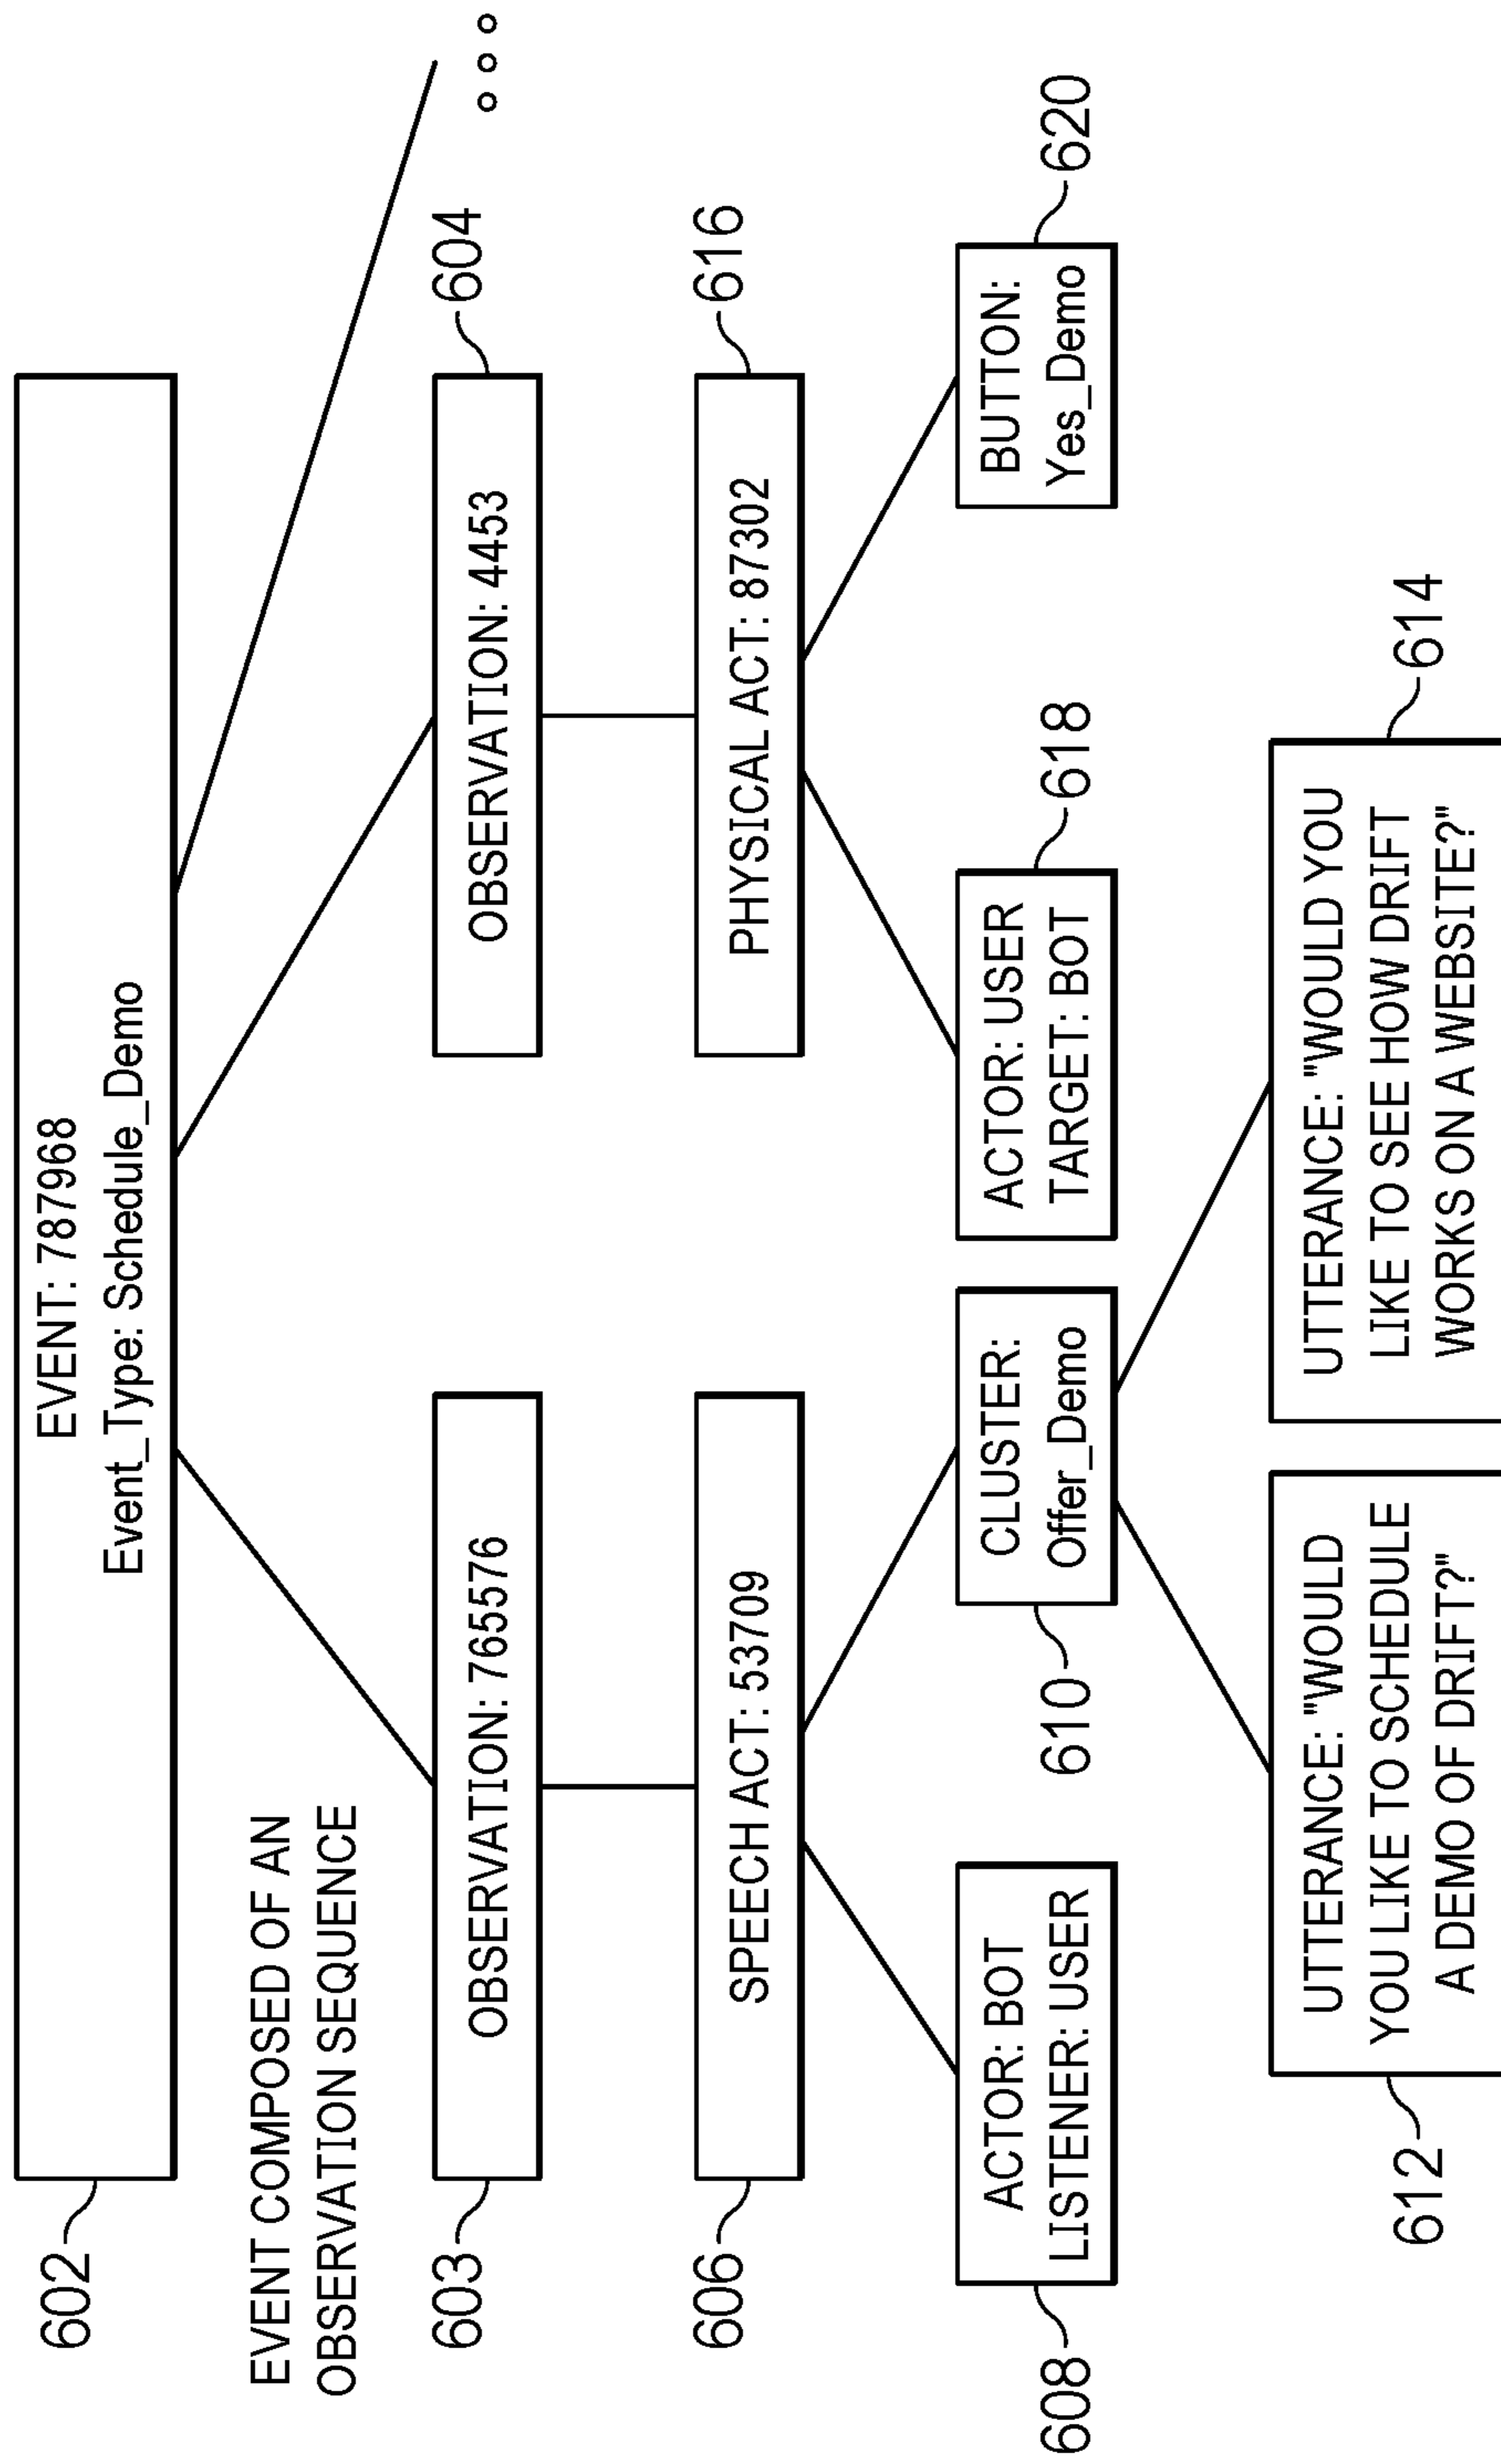 602
EVENT: 787968
Event_Type: Schedule_Demo
EVENT COMPOSED OF AN
OBSERVATION SEQUENCE
603
OBSERVATION: 765576
OBSERVATION: 4453
604
606
SPEECH ACT: 53709
PHYSICAL ACT: 87302
616
608
ACTOR: BOT
LISTENER: USER
610
CLUSTER:
Offer_Demo
ACTOR: USER
TARGET: BOT
618
BUTTON:
Yes_Demo
620
612
UTTERANCE: "WOULD
YOU LIKE TO SCHEDULE
A DEMO OF DRIFT?"
UTTERANCE: "WOULD YOU
LIKE TO SEE HOW DRIFT
WORKS ON A WEBSITE?"
614